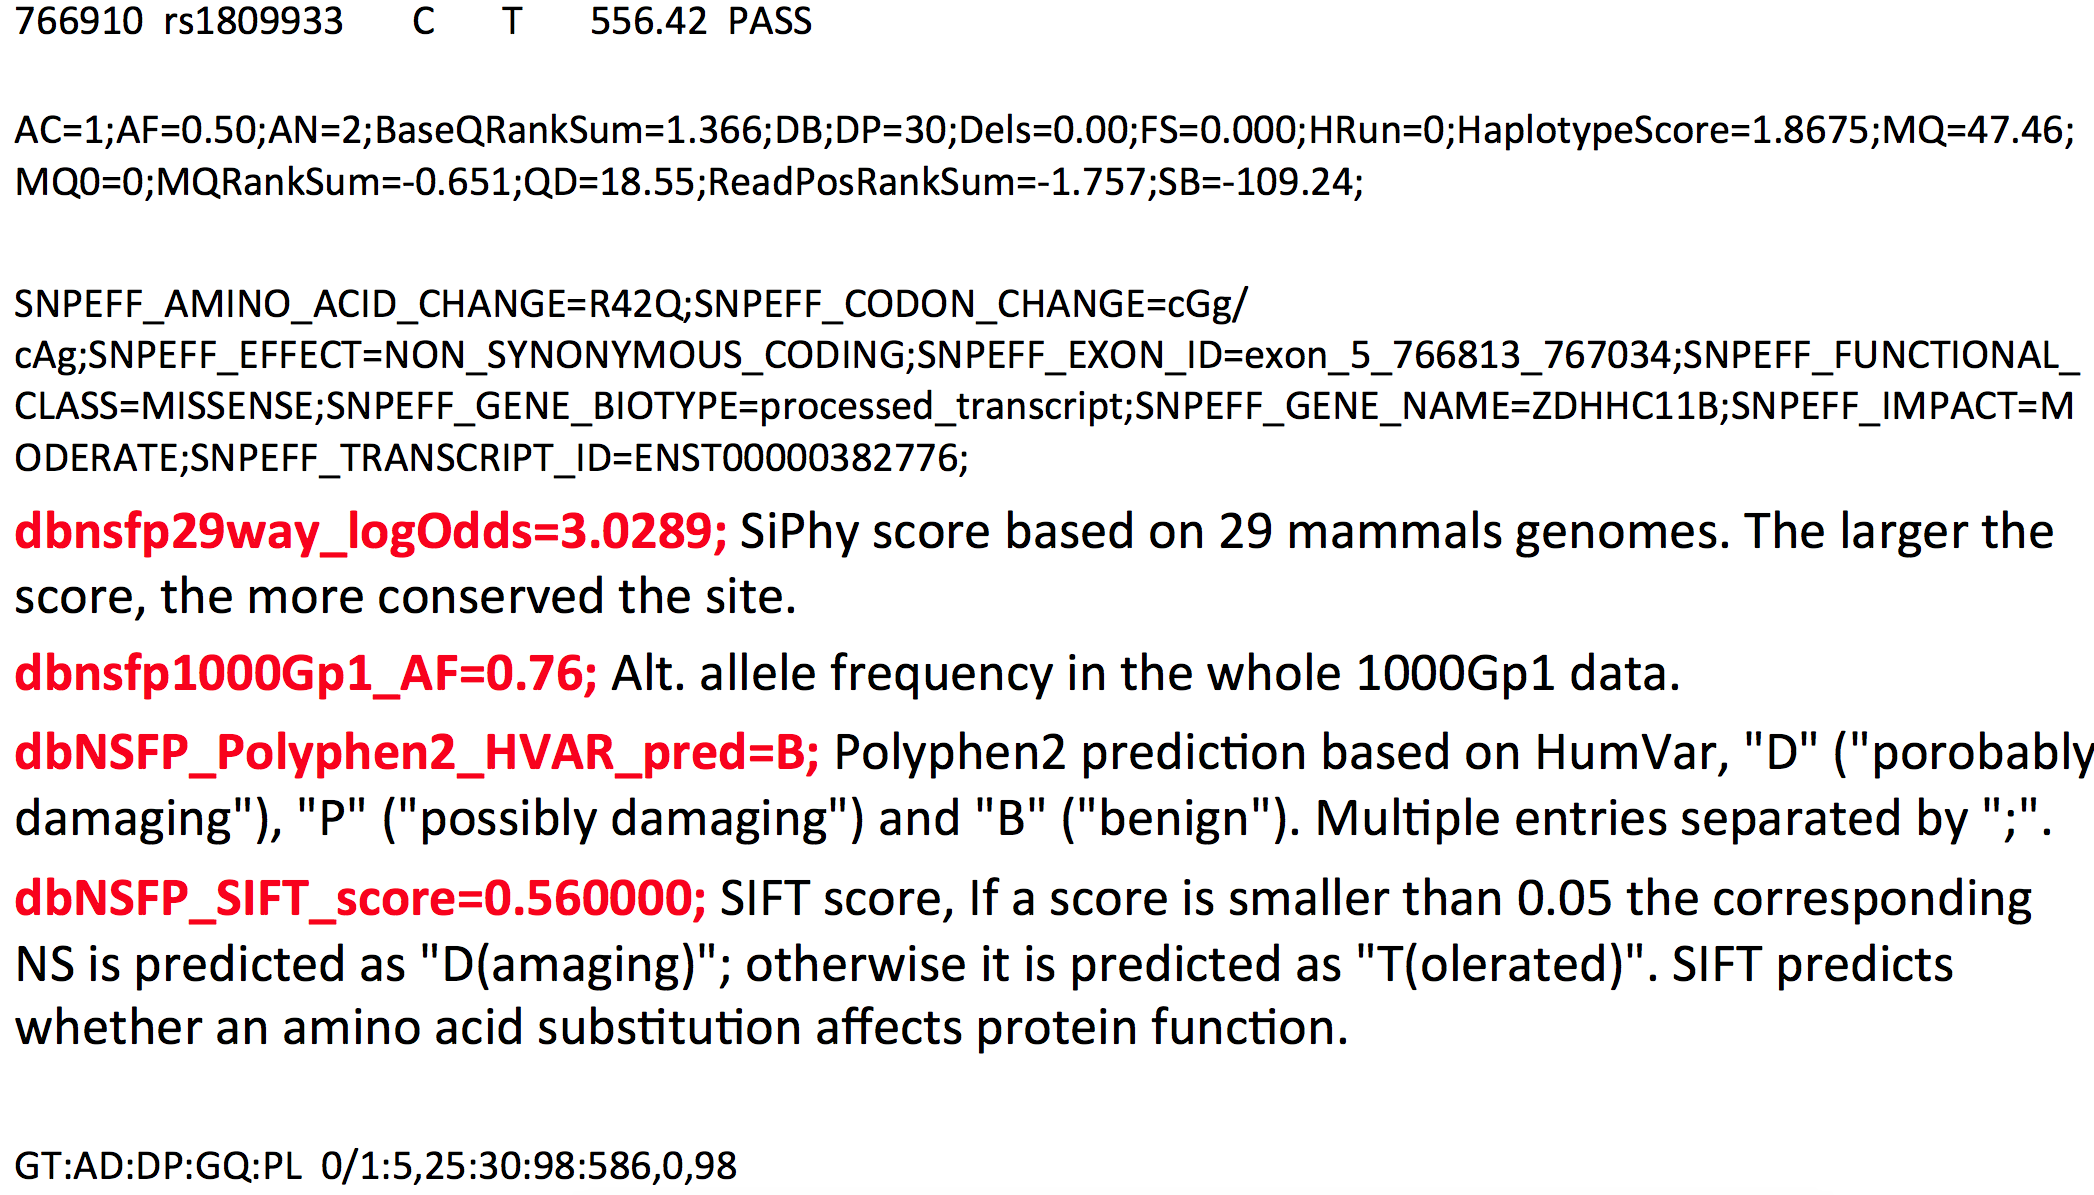 766910 rs1809933 C T 556.42 PASS
AC=1;AF=0.50;AN=2;BaseQRankSum=1.366;DB;DP=30;Dels=0.00;FS=0.000;HRun=0;HaplotypeScore=1.8675;MQ=47.46;
MQ0=0;MQRankSum=-0.651;QD=18.55;ReadPosRankSum=-1.757;SB=-109.24;
SNPEFF_AMINO_ACID_CHANGE=R42Q;SNPEFF_CODON_CHANGE=cGg/
cAg;SNPEFF_EFFECT=NON_SYNONYMOUS_CODING;SNPEFF_EXON_ID=exon_5_766813_767034;SNPEFF_FUNCTIONAL_
CLASS=MISSENSE;SNPEFF_GENE_BIOTYPE=processed_transcript;SNPEFF_GENE_NAME=ZDHHC11B;SNPEFF_IMPACT=M
ODERATE;SNPEFF_TRANSCRIPT_ID=ENST00000382776;
dbnsfp29way_logOdds=3.0289; SiPhy score based on 29 mammals genomes. The larger the
score, the more conserved the site.
dbnsfp1000Gp1_AF=0.76; Alt. allele frequency in the whole 1000Gp1 data.
dbNSFP_Polyphen2_HVAR_pred=B; Polyphen2 prediction based on HumVar, "D" ("porobably
damaging"), "P" ("possibly damaging") and "B" ("benign"). Multiple entries separated by ";".
dbNSFP_SIFT_score=0.560000; SIFT score, If a score is smaller than 0.05 the corresponding
NS is predicted as "D(amaging)"; otherwise it is predicted as "T(olerated)". SIFT predicts
whether an amino acid substitution affects protein function.
GT:AD:DP:GQ:PL 0/1:5,25:30:98:586,0,98